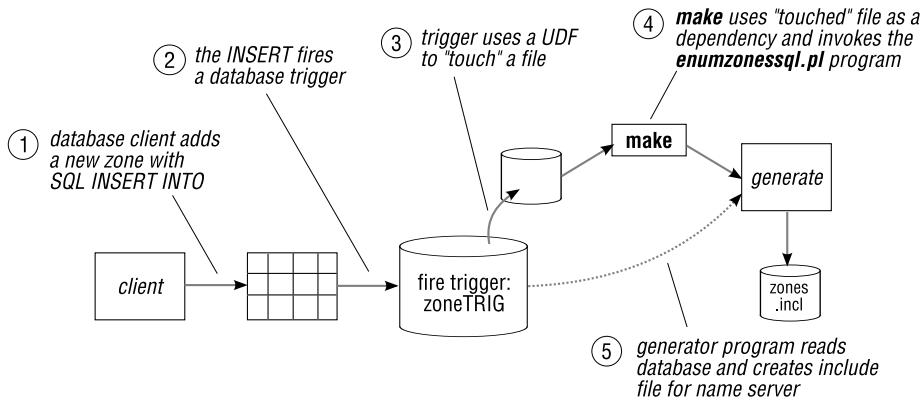 1
database client adds
a new zone with
SQL INSERT INTO
2
the INSERT fires
a database trigger
3
trigger uses a UDF
to "touch" a file
4
make uses "touched" file as a
dependency and invokes the
enumzonessql.pl program
client
fire trigger:
zoneTRIG
make
generate
zones
.incl
5
generator program reads
database and creates include
file for name server